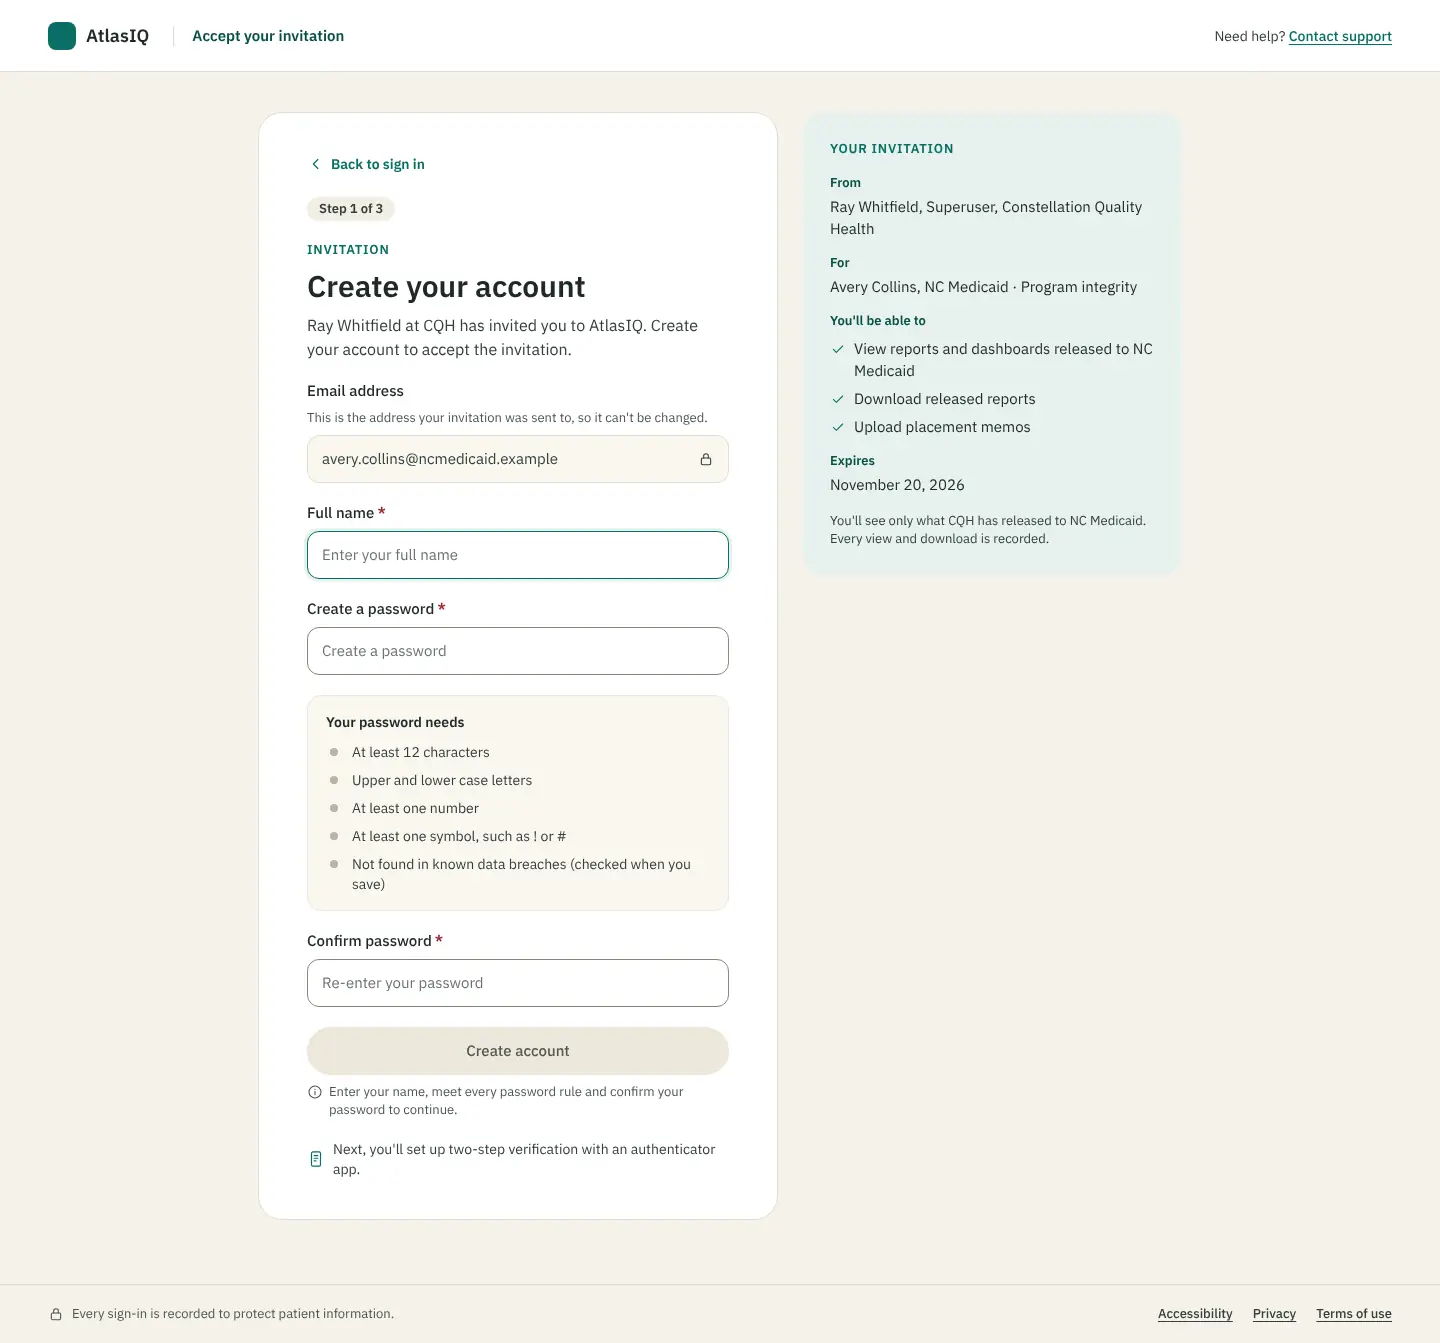 AtlasIQ
Accept your invitation
Need help? Contact support
Back to sign in
Step 1 of 3
INVITATION
Create your account
Ray Whitfield at CQH has invited you to AtlasIQ. Create
your account to accept the invitation.
Email address
This is the address your invitation was sent to, so it can't be changed.
avery.collins@ncmedicaid.example
Full name *
Enter your full name
Create a password *
Create a password
Your password needs
At least 12 characters
Upper and lower case letters
At least one number
At least one symbol, such as ! or #
Not found in known data breaches (checked when you
save)
Confirm password *
Re-enter your password
Create account
Enter your name, meet every password rule and confirm your
password to continue.
Next, you'll set up two-step verification with an authenticator
app.
YOUR INVITATION
From
Ray Whitfield, Superuser, Constellation Quality
Health
For
Avery Collins, NC Medicaid · Program integrity
You'll be able to
View reports and dashboards released to NC
Medicaid
Download released reports
Upload placement memos
Expires
November 20, 2026
You'll see only what CQH has released to NC Medicaid.
Every view and download is recorded.
Every sign-in is recorded to protect patient information.
Accessibility
Privacy
Terms of use